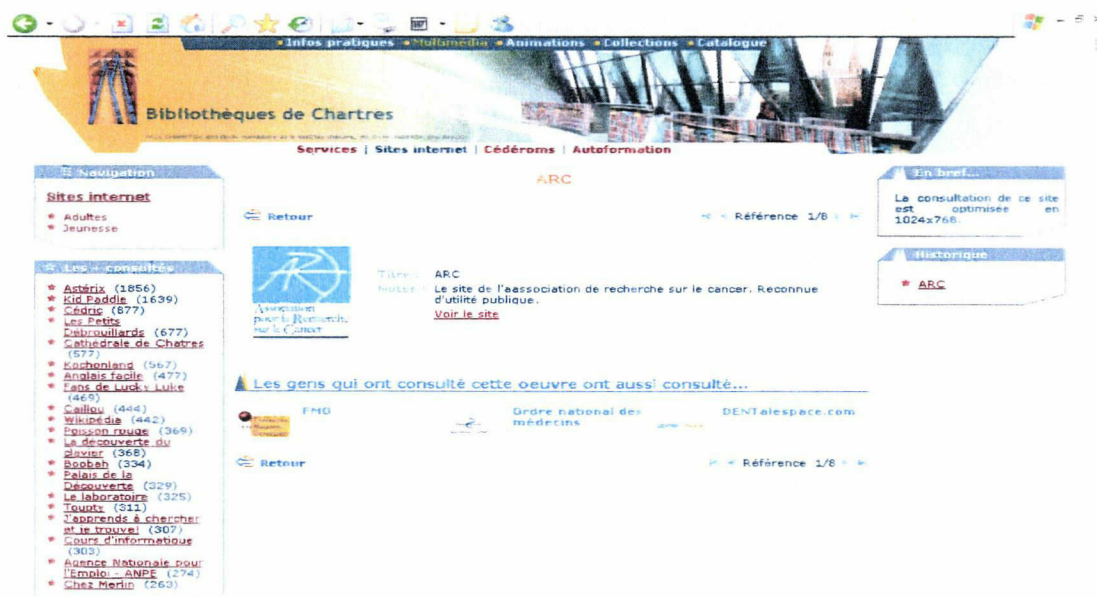 Infos pratiques Multimédia Animations Collections Catalogue
Bibliothèques de Chartres
Services | Sites internet | Cédéroms | Autoformation
Navigation
Sites internet
Adultes
Jeunesse
Les + consultés
Astérix (1856)
Kid Paddle (1639)
Cédric (877)
Les Petits
Débrouillards (677)
Cathédrale de Chatres
(577)
Kochonland (567)
Anglais facile (477)
Fans de Lucky Luke
(469)
Caillou (444)
Wikipédia (442)
Poisson rouge (369)
La découverte du
clavier (368)
Boobah (334)
Palais de la
Découverte (329)
Le laboratoire (325)
Toupty (311)
J'apprends à chercher
et je trouve! (307)
Cours d'informatique
(303)
Agence Nationale pour
l'Emploi - ANPE (274)
Chez Merlin (263)
ARC
Retour
Référence 1/8
Association
pour la Recherche
sur le Cancer
Titre : ARC
Notes : Le site de l'aassociation de recherche sur le cancer. Reconnue
d'utilité publique.
Voir le site
Les gens qui ont consulté cette oeuvre ont aussi consulté...
FMO
Ordre national des
médecins
DENTalespace.com
Retour
Référence 1/8
En bref...
La consultation de ce site
est optimisée en
1024x768.
Historique
ARC